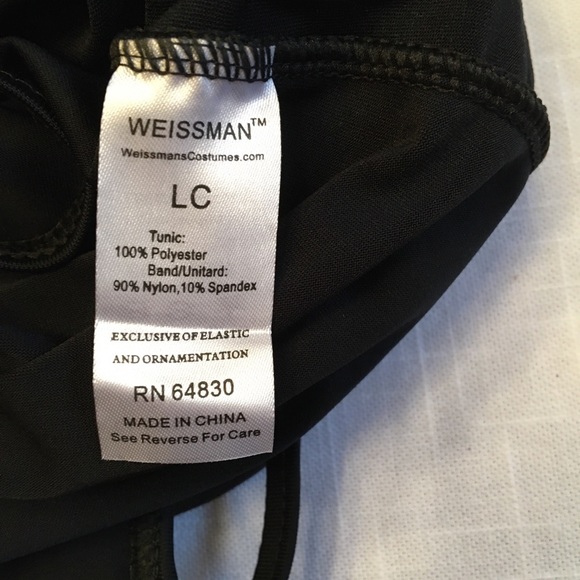 WEISSMAN™
WeissmansCostumes.com
LC
Tunic:
100% Polyester
Band/Unitard:
90% Nylon,10% Spandex
EXCLUSIVE OF ELASTIC
AND ORNAMENTATION
RN 64830
MADE IN CHINA
See Reverse For Care